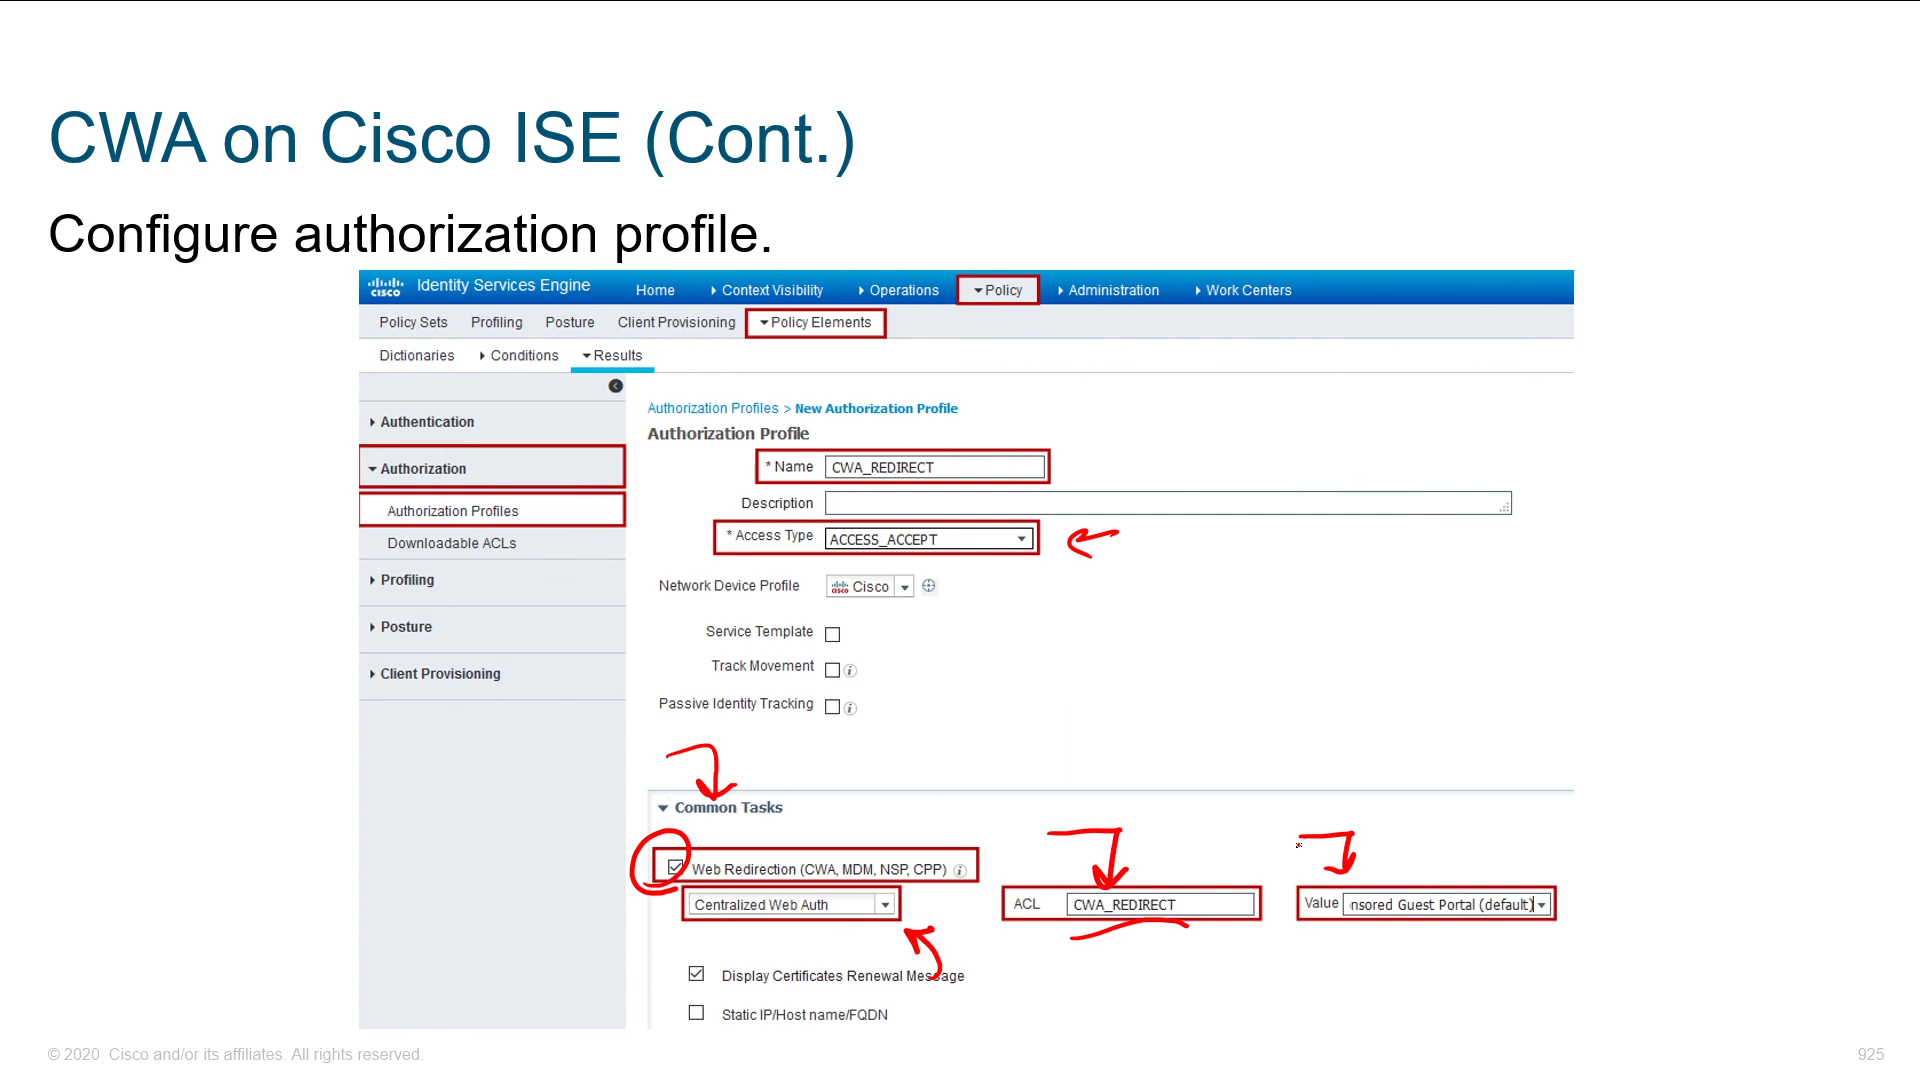 CWA on Cisco ISE (Cont.)
Configure authorization profile.
cisco Identity Services Engine Home Context Visibility Operations Policy Administration Work Centers
Policy Sets Profiling Posture Client Provisioning Policy Elements
Dictionaries Conditions Results
Authentication
Authorization
Authorization Profiles
Downloadable ACLs
Profiling
Posture
Client Provisioning
Authorization Profiles > New Authorization Profile
Authorization Profile
* Name CWA_REDIRECT
Description
* Access Type ACCESS_ACCEPT
Network Device Profile cisco Cisco
Service Template
Track Movement
Passive Identity Tracking
Common Tasks
Web Redirection (CWA, MDM, NSP, CPP)
Centralized Web Auth ACL CWA_REDIRECT Value nsored Guest Portal (default)
Display Certificates Renewal Message
Static IP/Host name/FQDN
© 2020 Cisco and/or its affiliates. All rights reserved. 925